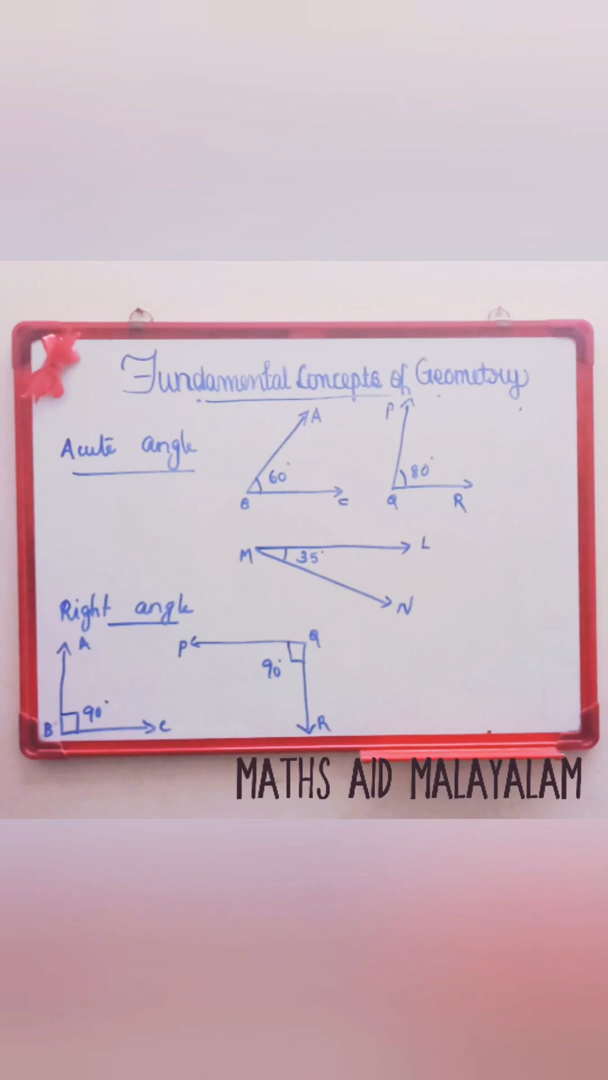 Fundamental Concepts of Geometry
Acute angle
A
60°
B
C
P
80°
Q
R
M
35°
L
N
Right angle
A
90°
B
C
P
Q
90°
R
MATHS AID MALAYALAM